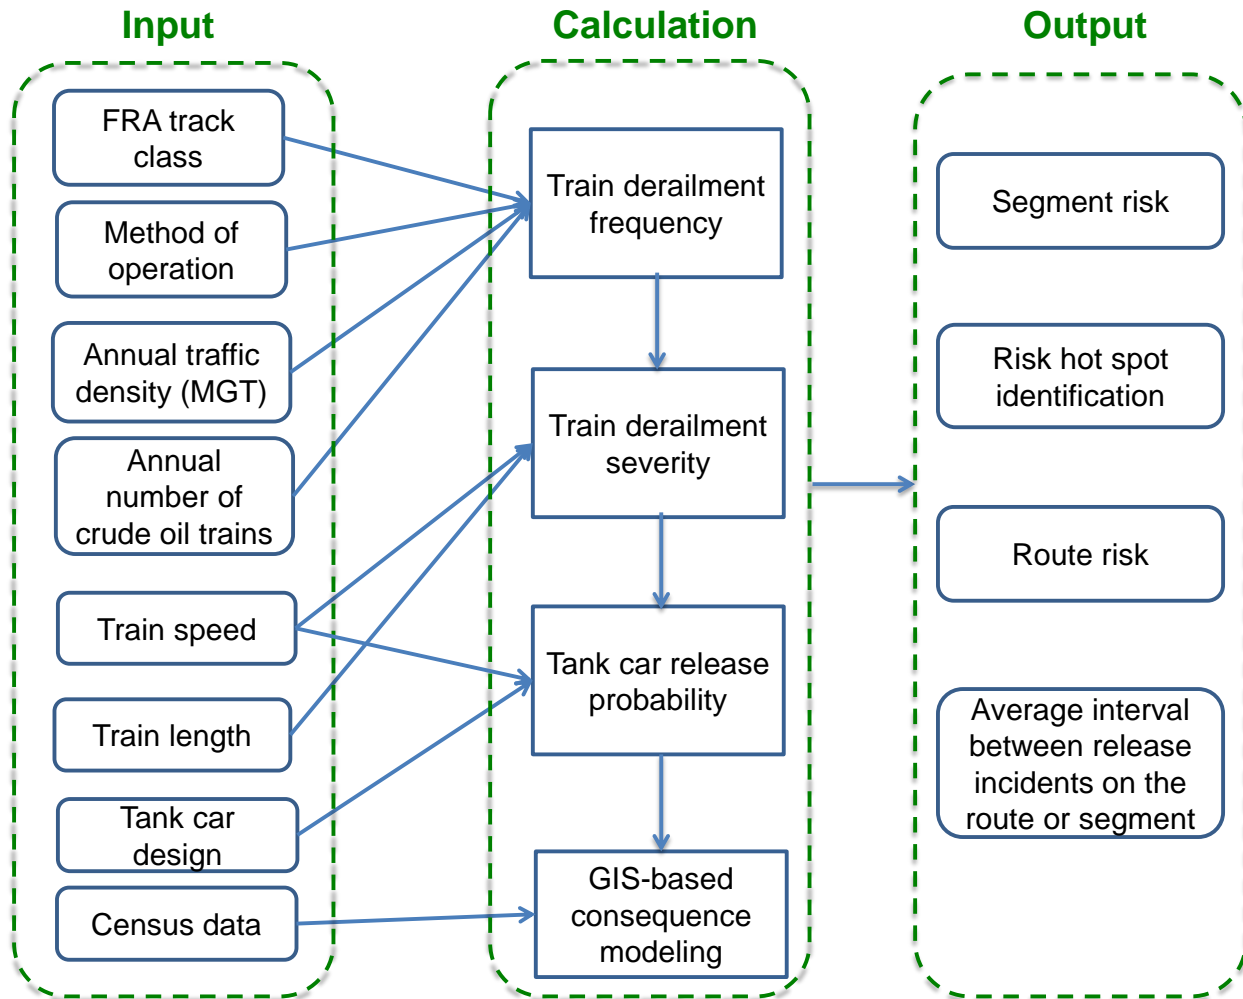 Input
FRA track
class
Method of
operation
Annual traffic
density (MGT)
Annual
number of
crude oil trains
Train speed
Train length
Tank car
design
Census data
Calculation
Train derailment
frequency
Train derailment
severity
Tank car release
probability
GIS-based
consequence
modeling
Output
Segment risk
Risk hot spot
identification
Route risk
Average interval
between release
incidents on the
route or segment